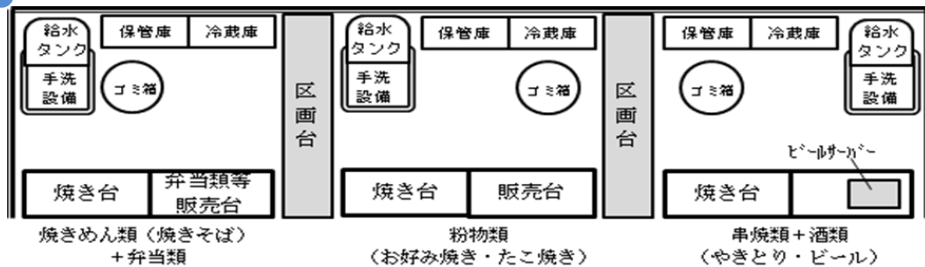 給水
タンク
手洗
設備
保管庫
冷蔵庫
ゴミ箱
焼き台
弁当類等
販売台
焼きめん類（焼きそば）
＋弁当類
区
画
台
給水
タンク
手洗
設備
保管庫
冷蔵庫
ゴミ箱
焼き台
販売台
粉物類
（お好み焼き・たこ焼き）
区
画
台
保管庫
冷蔵庫
給水
タンク
手洗
設備
ゴミ箱
ﾋﾞｰﾙｻｰﾊﾞｰ
焼き台
串焼類＋酒類
（やきとり・ビール）